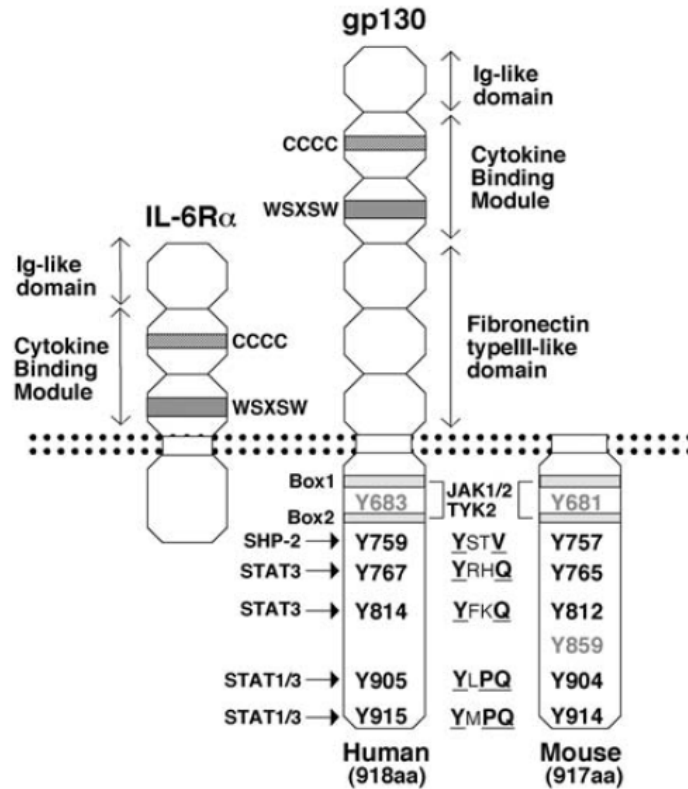 gp130
Ig-like
domain
CCCC
Cytokine
Binding
Module
WSXSW
IL-6Rα
Ig-like
domain
Cytokine
Binding
Module
CCCC
WSXSW
Fibronectin
typeIII-like
domain
Box1
Y683
Box2
JAK1/2
TYK2
Y681
SHP-2 Y759 YSTV Y757
STAT3 Y767 YRHQ Y765
STAT3 Y814 YFKQ Y812
Y859
STAT1/3 Y905 YLPQ Y904
STAT1/3 Y915 YMPQ Y914
Human
(918aa)
Mouse
(917aa)